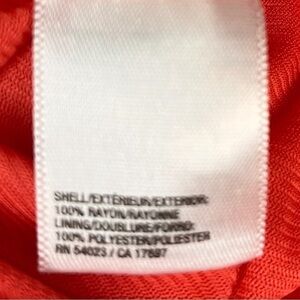 SHELL/EXTÉRIEUR/EXTERIOR:
100% RAYON/RAYONNE
LINING/DOUBLURE/FORRO:
100% POLYESTER/POLIESTER
RN 54023 / CA 17897